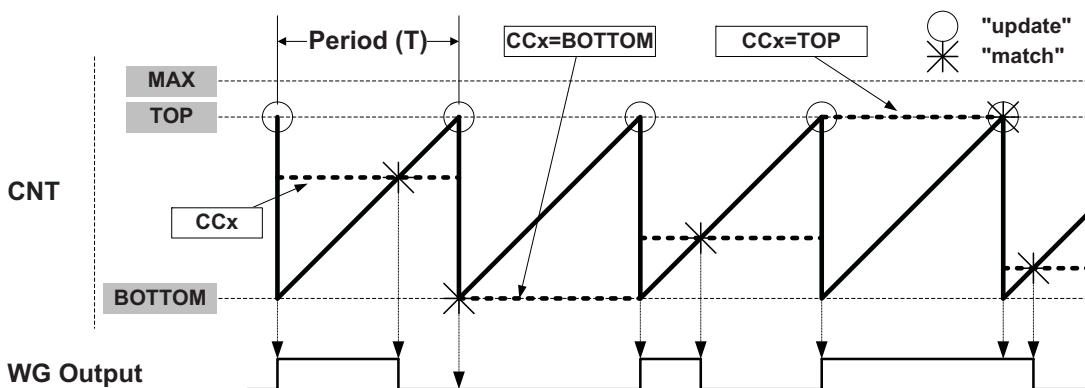 Period (T)
CCx=BOTTOM
CCx=TOP
"update"
"match"
MAX
TOP
CNT
CCx
BOTTOM
WG Output